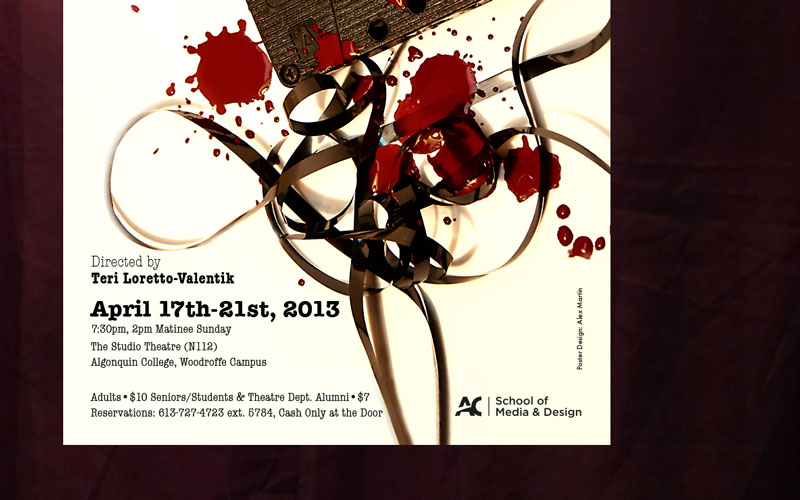 Directed by
Teri Loretto-Valentik
April 17th-21st, 2013
7:30pm, 2pm Matinee Sunday
The Studio Theatre (N112)
Algonquin College, Woodroffe Campus
Adults • $10 Seniors/Students & Theatre Dept. Alumni • $7
Reservations: 613-727-4723 ext. 5784, Cash Only at the Door
AC School of
Media & Design
Poster Design: Alex Martin